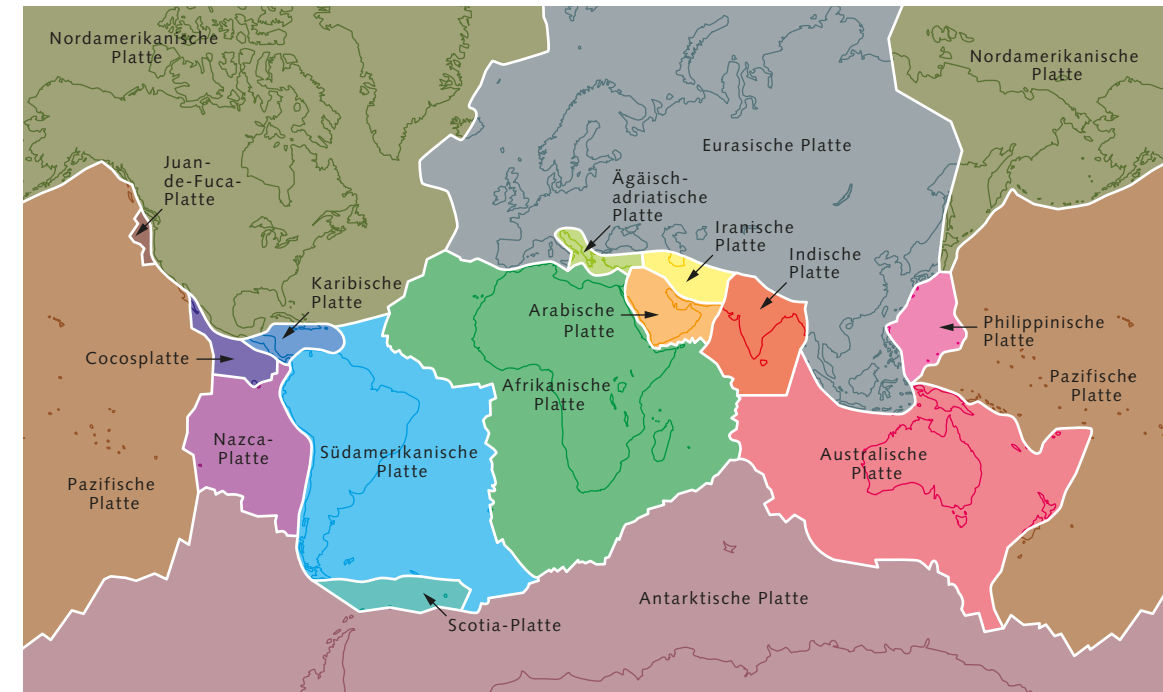 Nordamerikanische
Platte
Nordamerikanische
Platte
Eurasische Platte
Juan-
de-Fuca-
Platte
Ägäisch-
adriatische
Platte
Iranische
Platte
Indische
Platte
Karibische
Platte
Arabische
Platte
Philippinische
Platte
Cocosplatte
Afrikanische
Platte
Pazifische
Platte
Nazca-
Platte
Südamerikanische
Platte
Australische
Platte
Pazifische
Platte
Antarktische Platte
Scotia-Platte